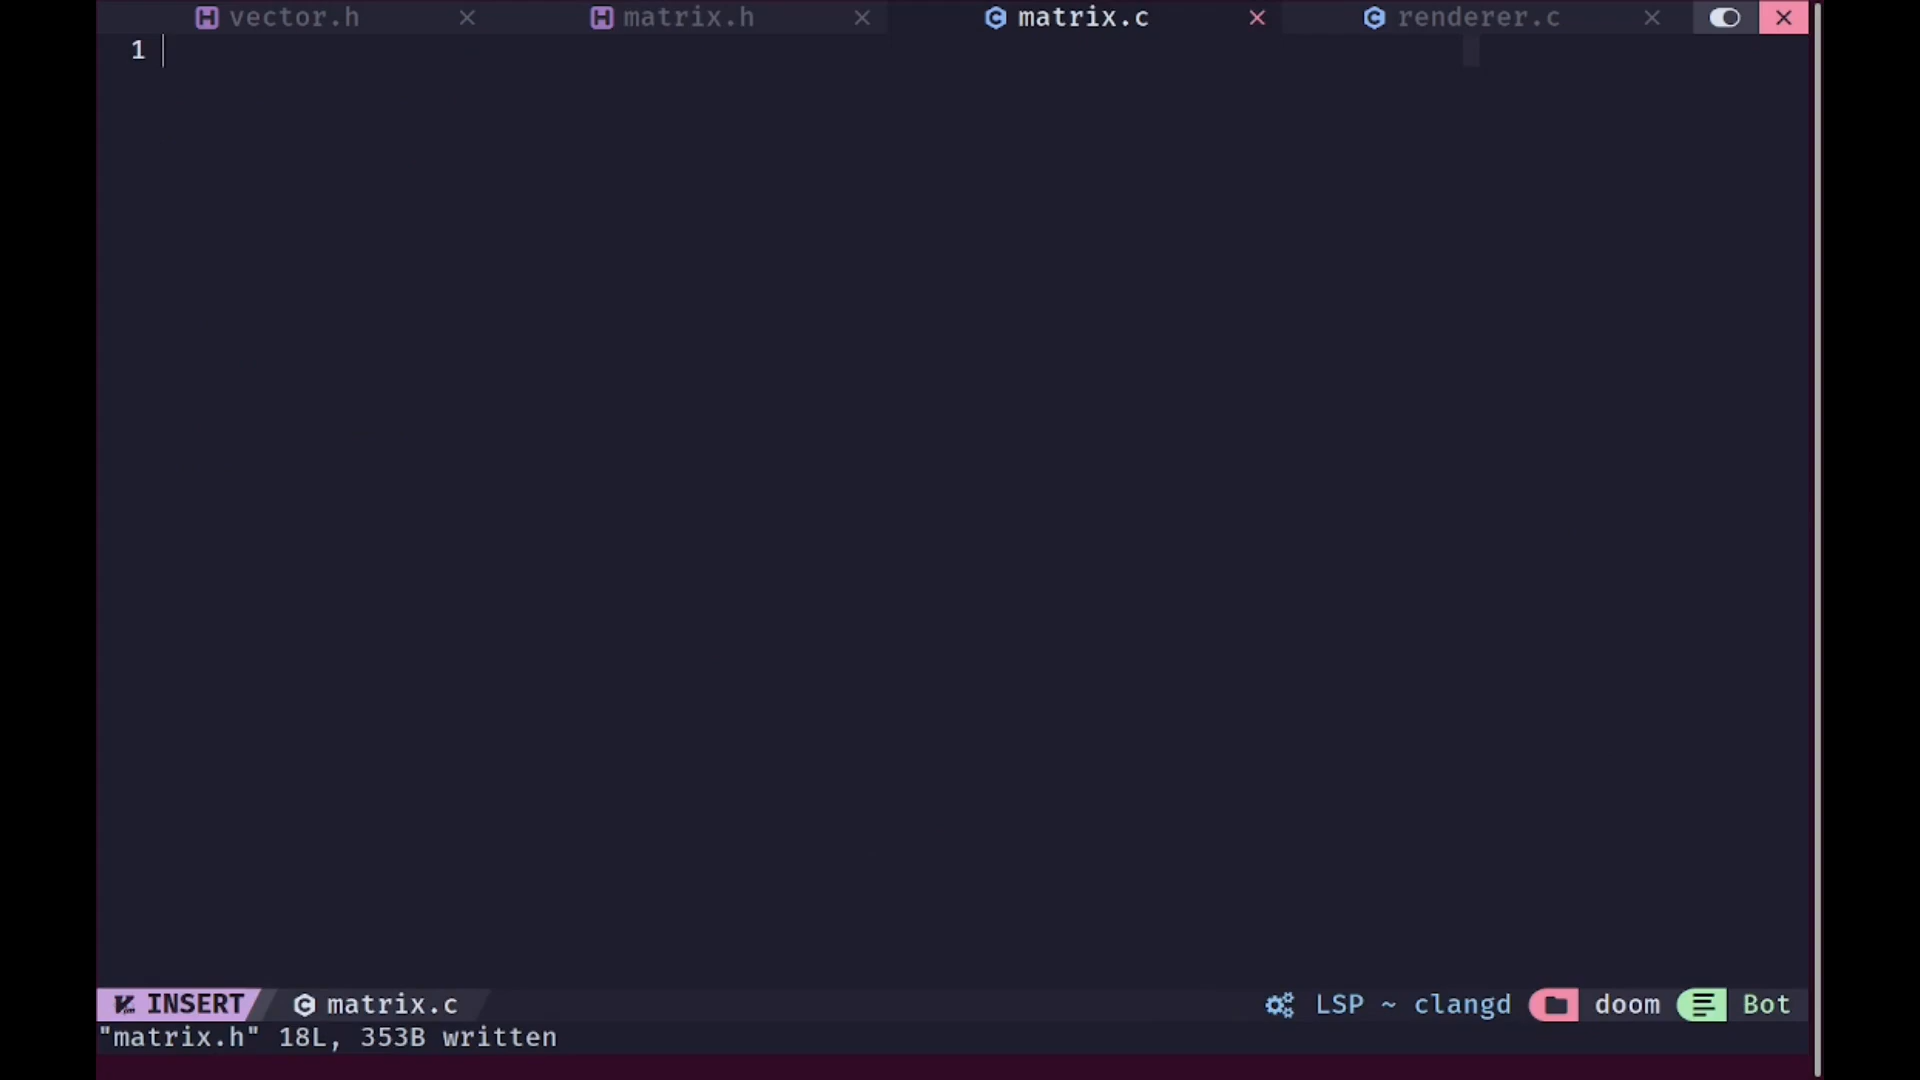 vector.h
matrix.h
matrix.c
renderer.c
1
INSERT matrix.c LSP ~ clangd doom Bot
"matrix.h" 18L, 353B written